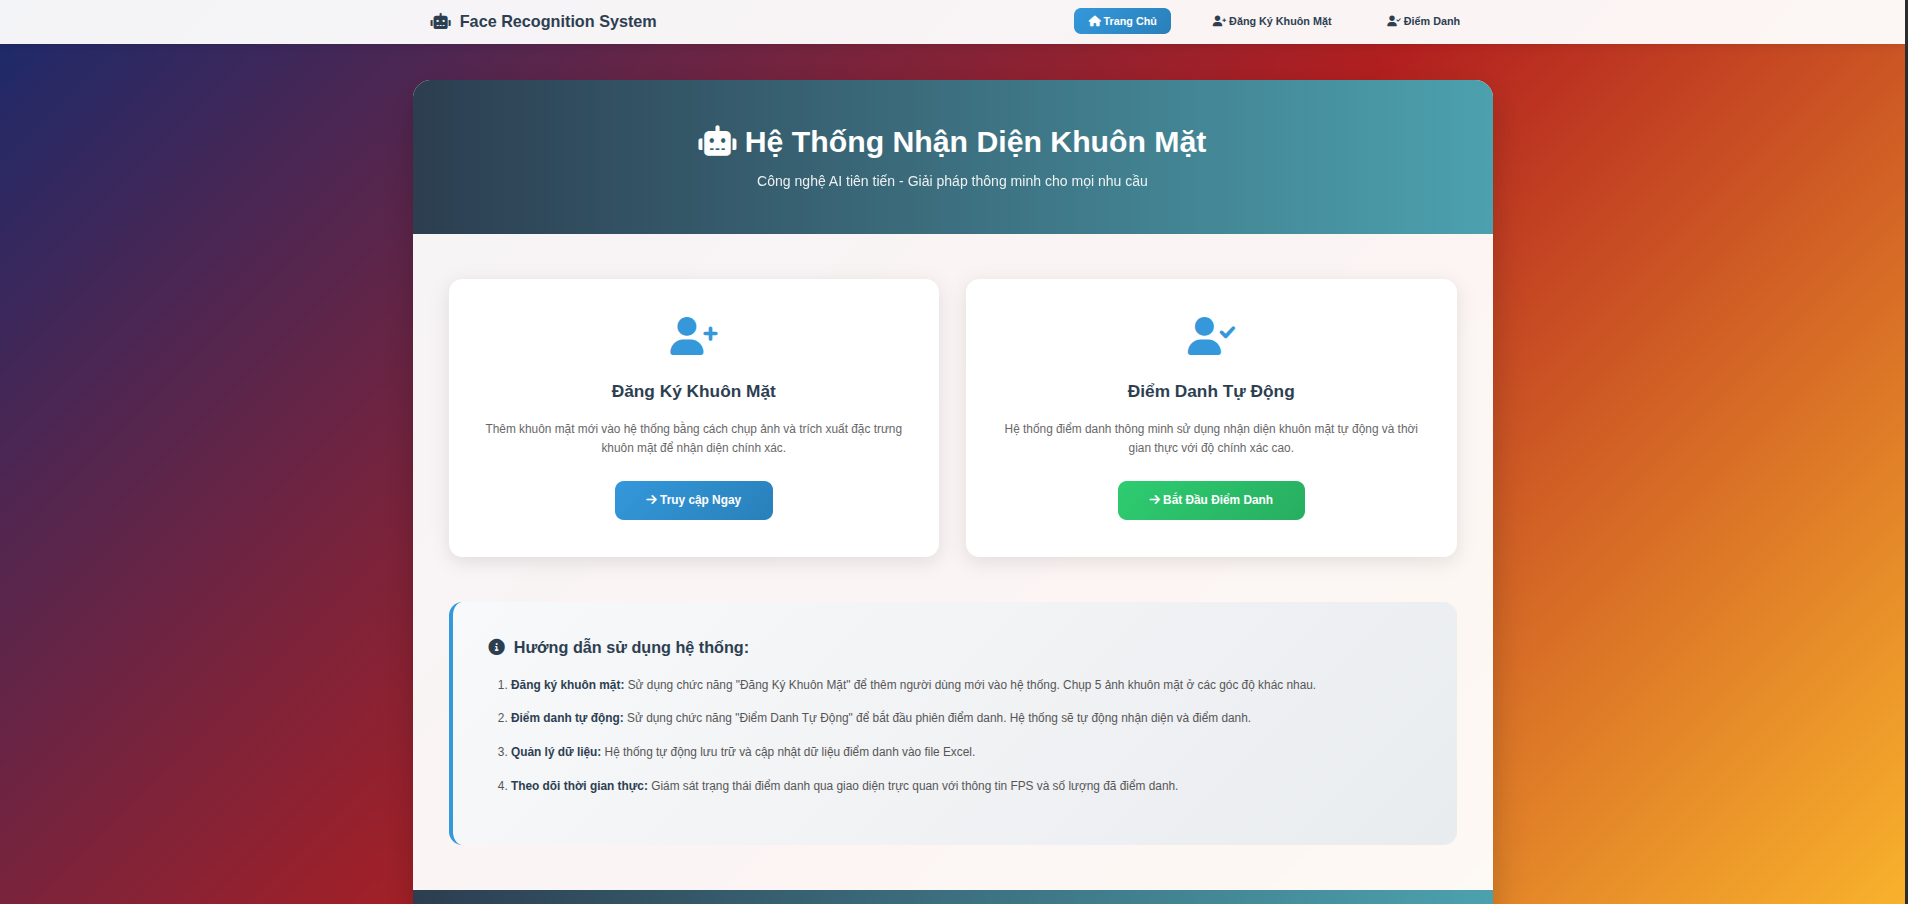 Face Recognition System
Trang Chủ
Đăng Ký Khuôn Mặt
Điểm Danh
Hệ Thống Nhận Diện Khuôn Mặt
Công nghệ AI tiên tiến - Giải pháp thông minh cho mọi nhu cầu
Đăng Ký Khuôn Mặt
Thêm khuôn mặt mới vào hệ thống bằng cách chụp ảnh và trích xuất đặc trưng
khuôn mặt để nhận diện chính xác.
Truy cập Ngay
Điểm Danh Tự Động
Hệ thống điểm danh thông minh sử dụng nhận diện khuôn mặt tự động và thời
gian thực với độ chính xác cao.
Bắt Đầu Điểm Danh
Hướng dẫn sử dụng hệ thống:
1. Đăng ký khuôn mặt: Sử dụng chức năng "Đăng Ký Khuôn Mặt" để thêm người dùng mới vào hệ thống. Chụp 5 ảnh khuôn mặt ở các góc độ khác nhau.
2. Điểm danh tự động: Sử dụng chức năng "Điểm Danh Tự Động" để bắt đầu phiên điểm danh. Hệ thống sẽ tự động nhận diện và điểm danh.
3. Quản lý dữ liệu: Hệ thống tự động lưu trữ và cập nhật dữ liệu điểm danh vào file Excel.
4. Theo dõi thời gian thực: Giám sát trạng thái điểm danh qua giao diện trực quan với thông tin FPS và số lượng đã điểm danh.